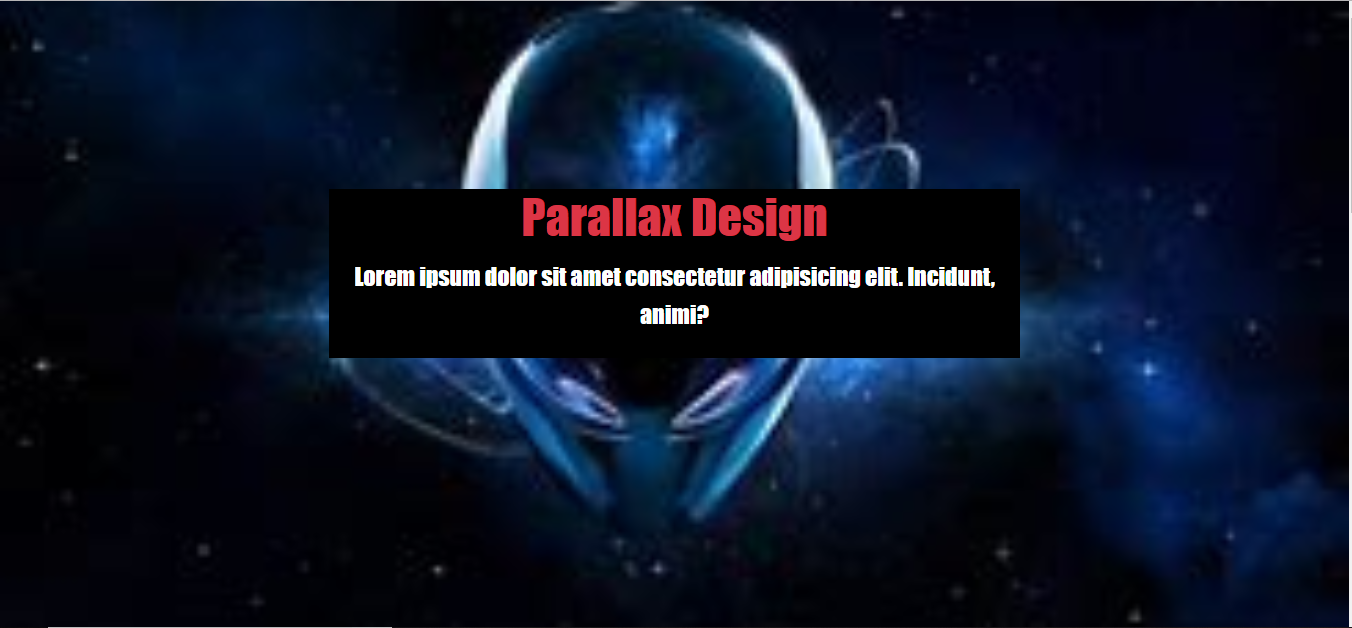 Parallax Design
Lorem ipsum dolor sit amet consectetur adipisicing elit. Incidunt,
animi?